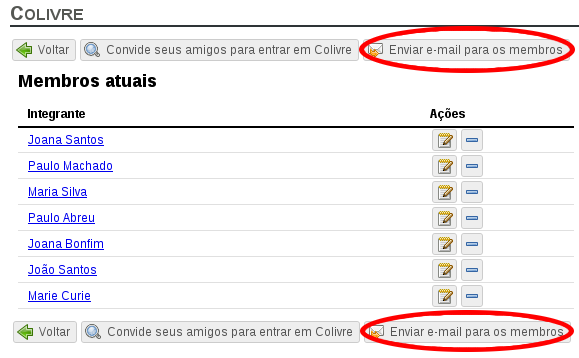 COLIVRE
Voltar Convide seus amigos para entrar em Colivre Enviar e-mail para os membros
Membros atuais
Integrante Ações
Joana Santos
Paulo Machado
Maria Silva
Paulo Abreu
Joana Bonfim
João Santos
Marie Curie
Voltar Convide seus amigos para entrar em Colivre Enviar e-mail para os membros